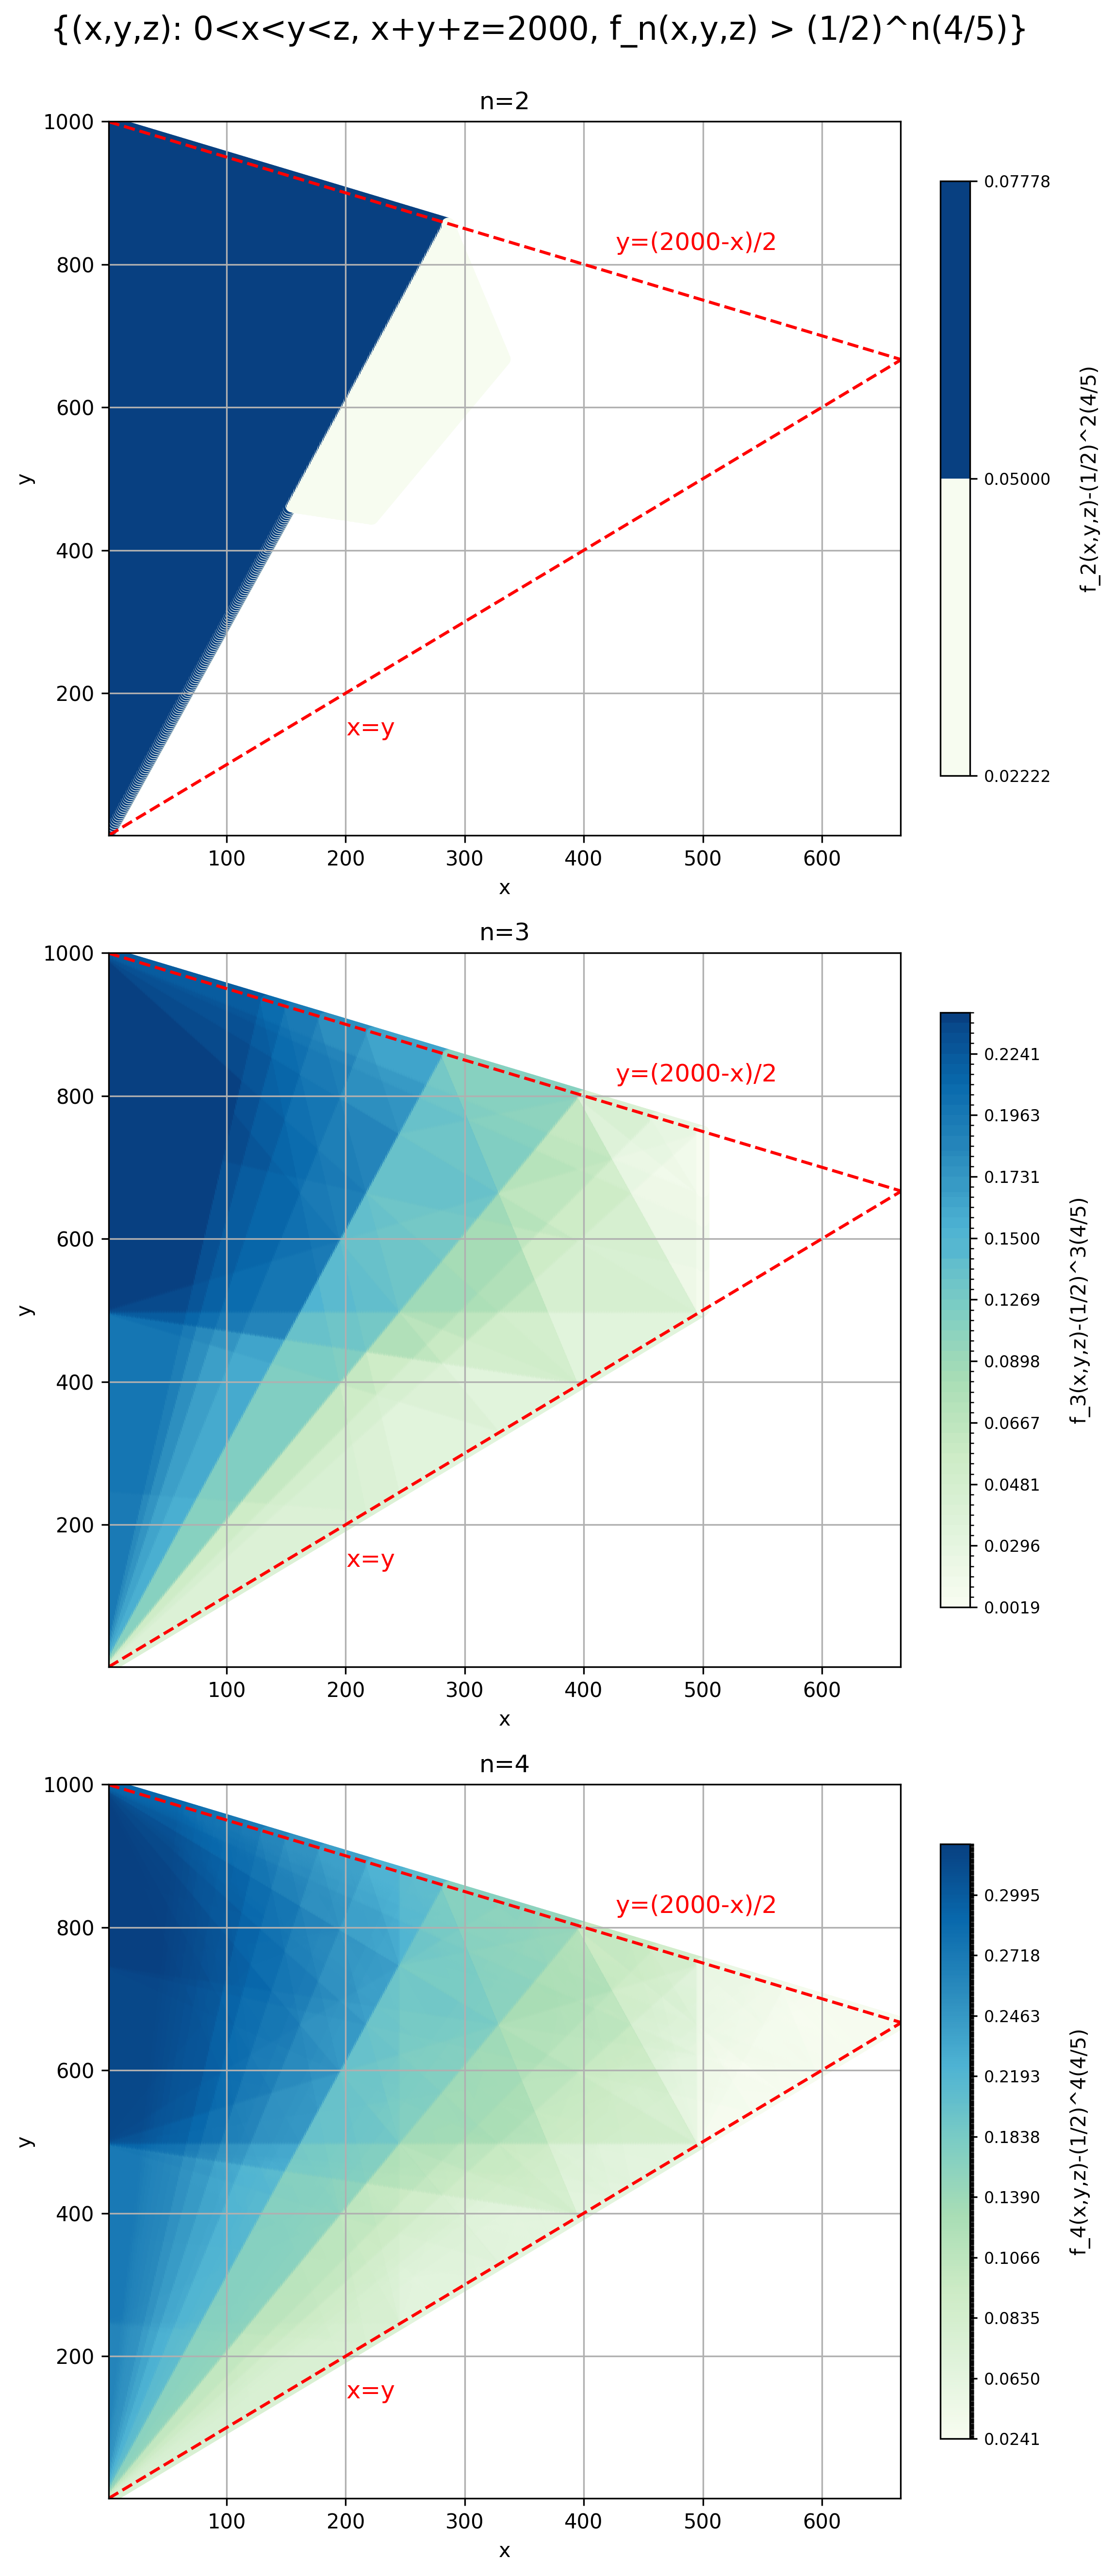 {(x,y,z): 0<x<y<z, x+y+z=2000, f_n(x,y,z) > (1/2)^n(4/5)}
n=2
1000
800
600
400
200
y
y=(2000-x)/2
x=y
100 200 300 400 500 600
x
0.07778
0.05000
0.02222
f_2(x,y,z)-(1/2)^2(4/5)
n=3
1000
800
600
400
200
y
y=(2000-x)/2
x=y
100 200 300 400 500 600
x
0.2241
0.1963
0.1731
0.1500
0.1269
0.0898
0.0667
0.0481
0.0296
0.0019
f_3(x,y,z)-(1/2)^3(4/5)
n=4
1000
800
600
400
200
y
y=(2000-x)/2
x=y
100 200 300 400 500 600
x
0.2995
0.2718
0.2463
0.2193
0.1838
0.1390
0.1066
0.0835
0.0650
0.0241
f_4(x,y,z)-(1/2)^4(4/5)